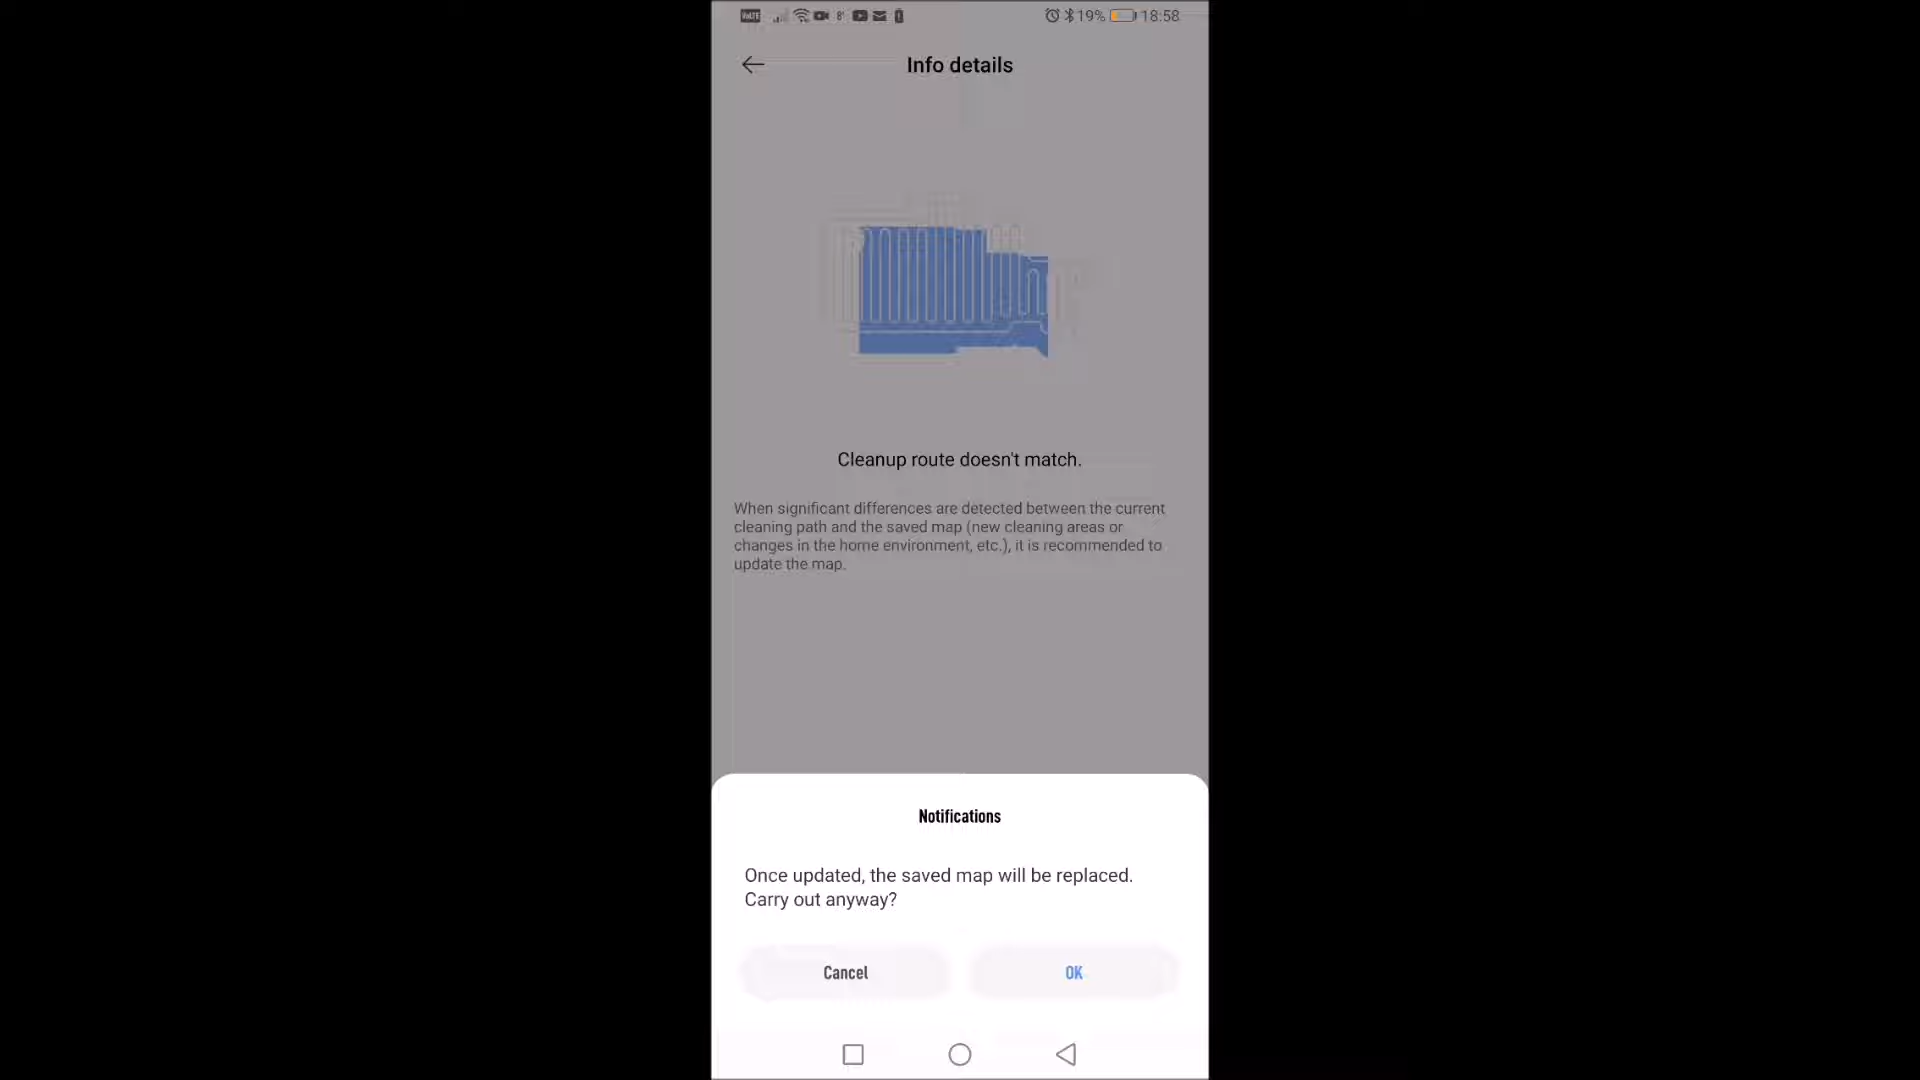 VoLTE 19% 18:58
Info details
Cleanup route doesn't match.
When significant differences are detected between the current
cleaning path and the saved map (new cleaning areas or
changes in the home environment, etc.), it is recommended to
update the map.
Notifications
Once updated, the saved map will be replaced.
Carry out anyway?
Cancel OK